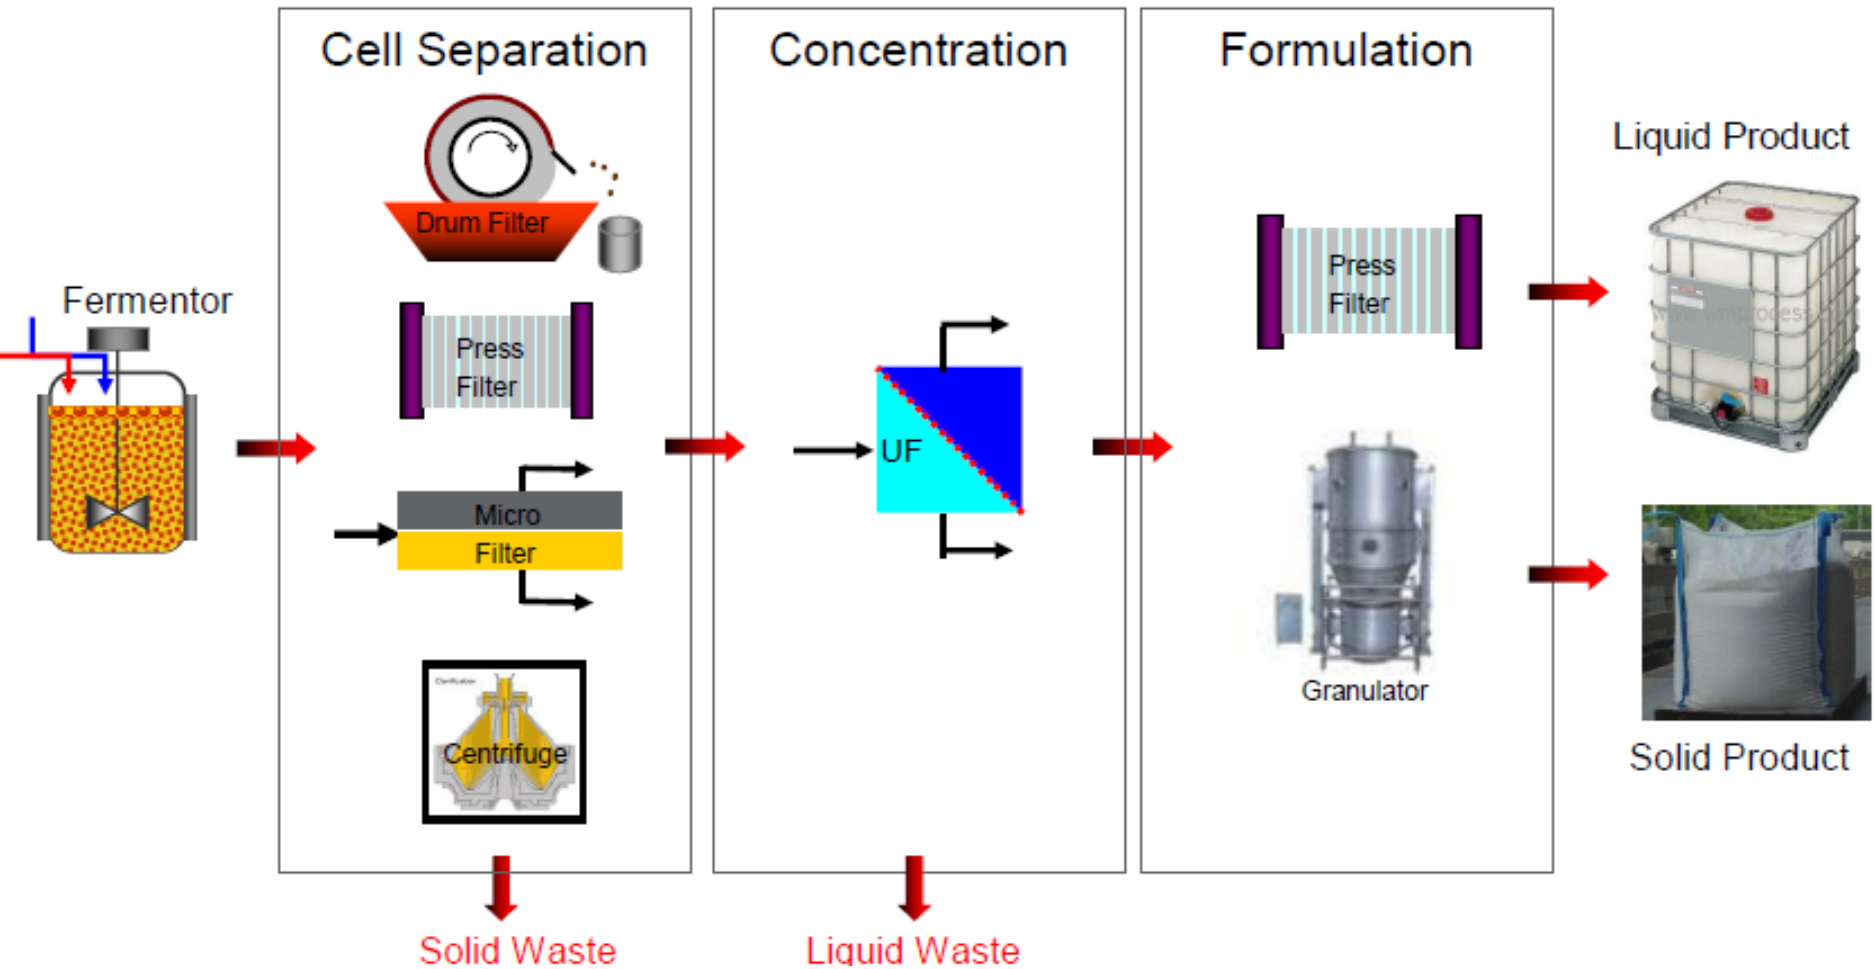 Cell Separation
Concentration
Formulation
Drum Filter
Liquid Product
Fermentor
Press
Filter
Press
Filter
UF
Micro
Filter
Clarification
Centrifuge
Granulator
Solid Product
Solid Waste
Liquid Waste